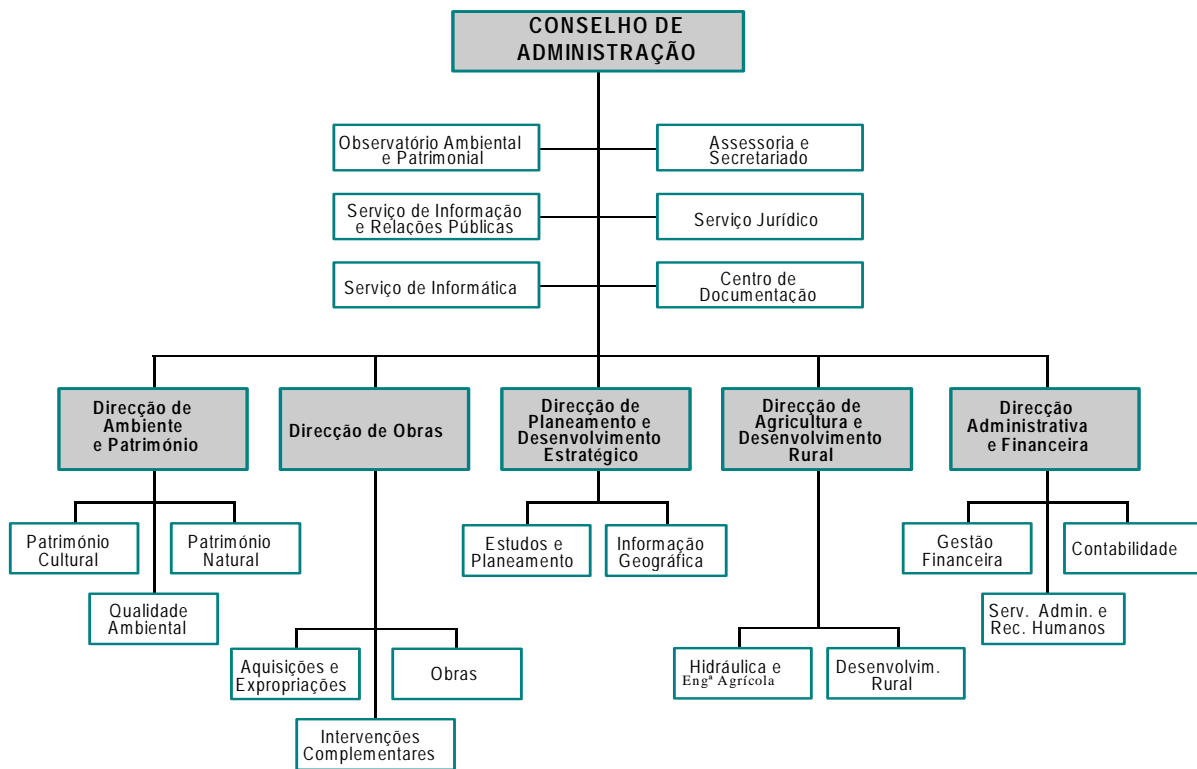 CONSELHO DE
ADMINISTRAÇÃO
Observatório Ambiental
e Patrimonial
Assessoria e
Secretariado
Serviço de Informação
e Relações Públicas
Serviço Jurídico
Serviço de Informática
Centro de
Documentação
Direcção de
Ambiente
e Património
Direcção de Obras
Direcção de
Planeamento e
Desenvolvimento
Estratégico
Direcção de
Agricultura e
Desenvolvimento
Rural
Direcção
Administrativa
e Financeira
Património
Cultural
Património
Natural
Qualidade
Ambiental
Aquisições e
Expropriações
Obras
Intervenções
Complementares
Estudos e
Planeamento
Informação
Geográfica
Hidráulica e
Engª Agrícola
Desenvolvim.
Rural
Gestão
Financeira
Contabilidade
Serv. Admin. e
Rec. Humanos